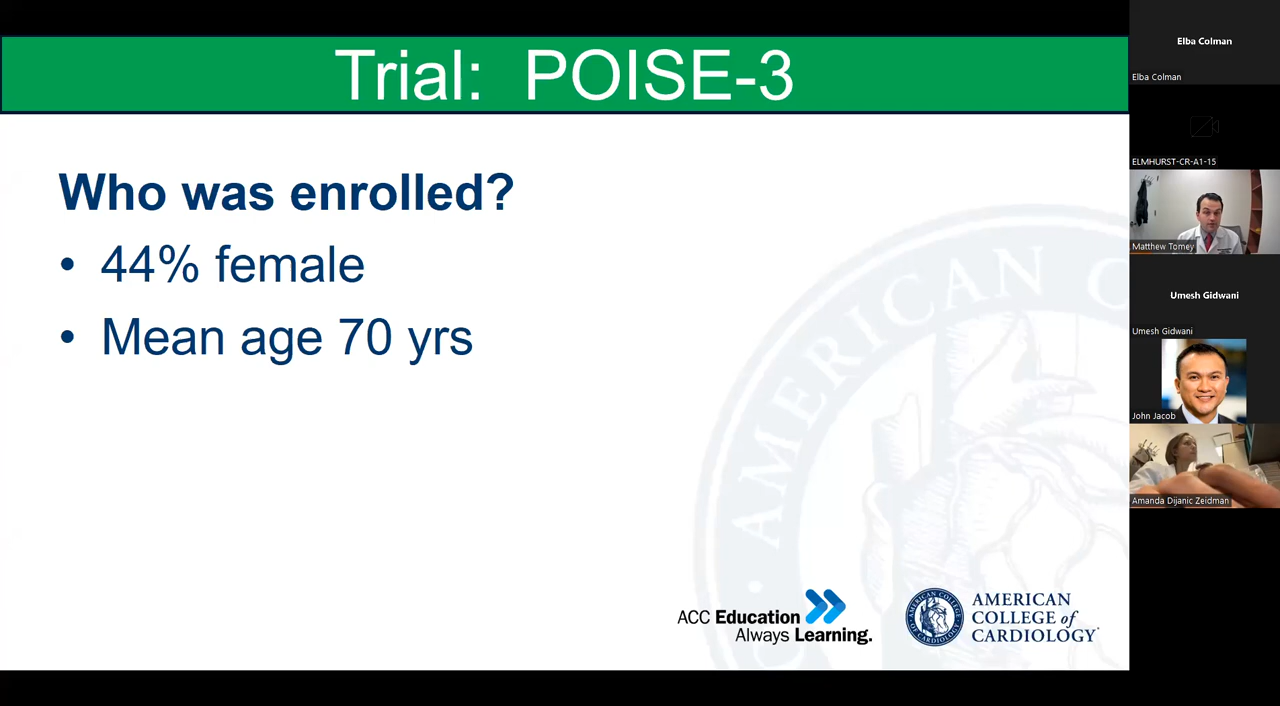 Trial: POISE-3
Who was enrolled?
• 44% female
• Mean age 70 yrs
AMERICAN C
ACC Education
Always Learning.
AMERICAN
COLLEGE of
CARDIOLOGY
Elba Colman
Elba Colman
ELMHURST-CR-A1-15
Matthew Tomey
Umesh Gidwani
Umesh Gidwani
John Jacob
Amanda Dijanic Zeidman